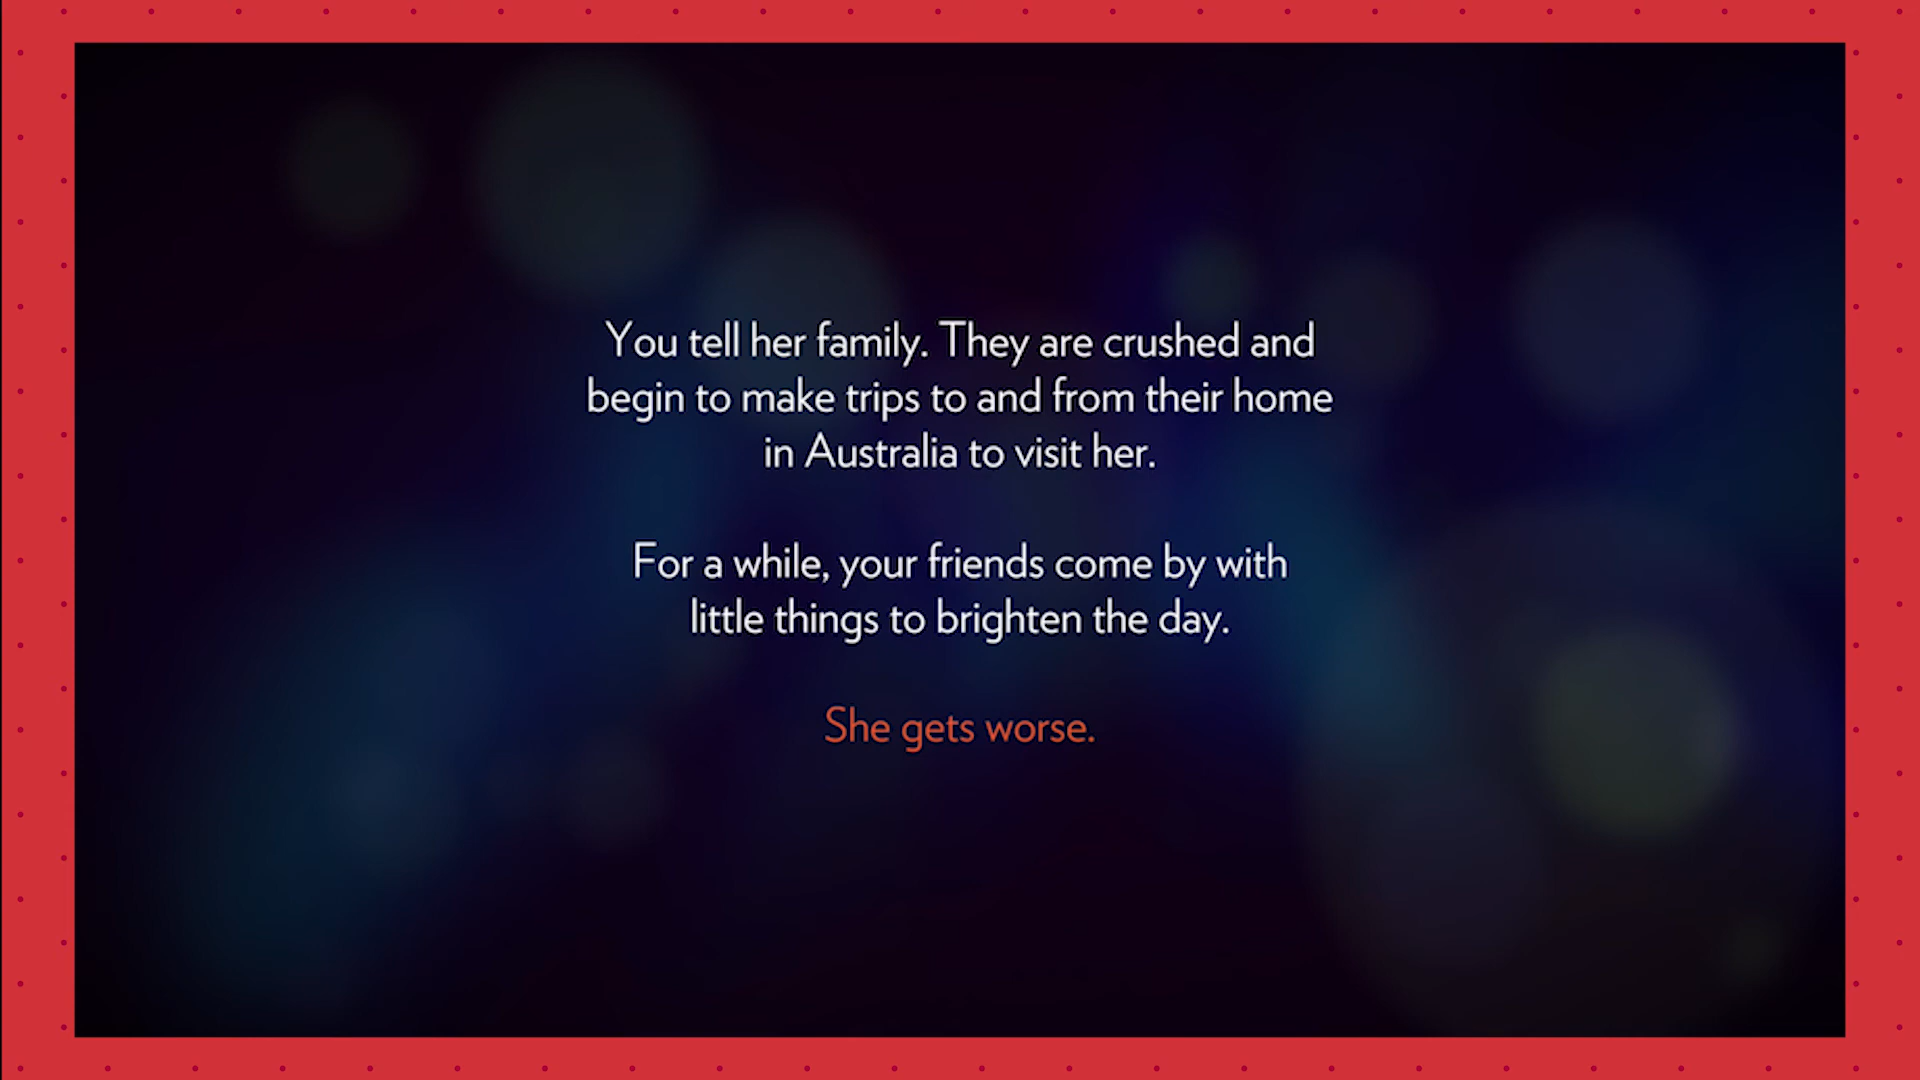 You tell her family. They are crushed and
begin to make trips to and from their home
in Australia to visit her.
For a while, your friends come by with
little things to brighten the day.
She gets worse.